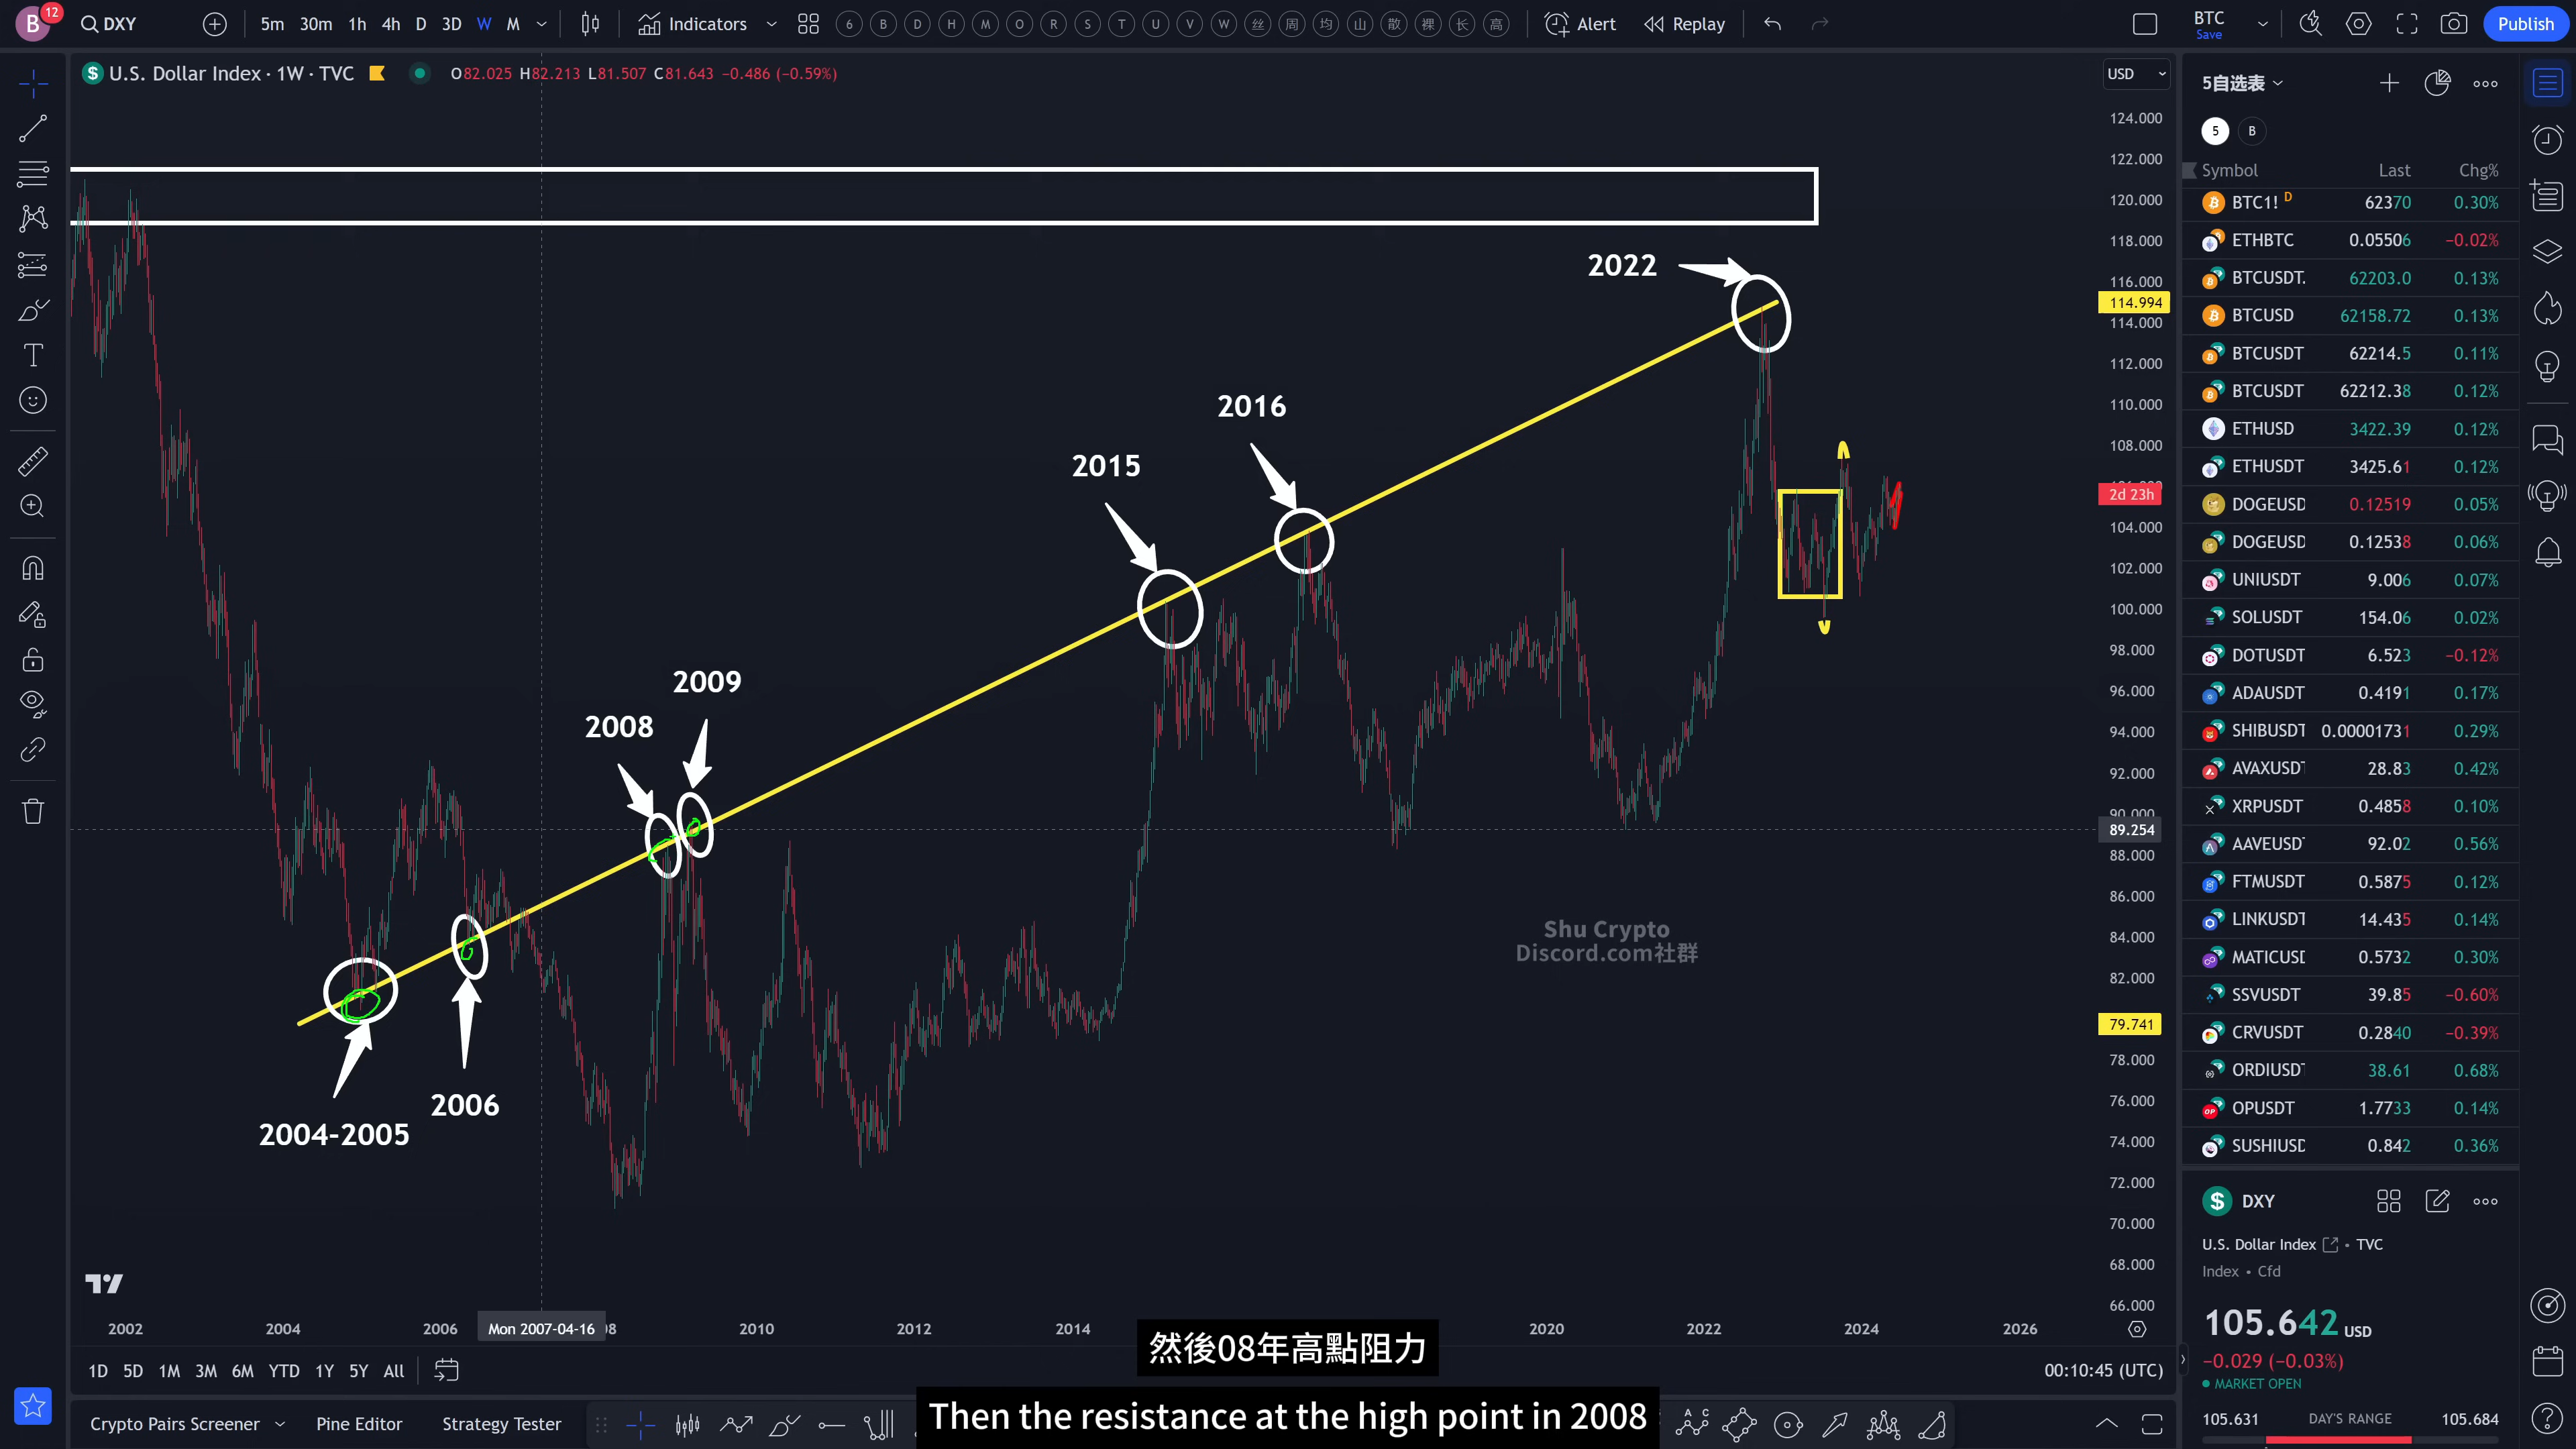 B 12 DXY 5m 30m 1h 4h D 3D W M Indicators 6 B D H M O R S T U V W 丝 周 均 山 散 裸 长 高 Alert Replay BTC Save Publish
U.S. Dollar Index · 1W · TVC O82.025 H82.213 L81.507 C81.643 −0.486 (−0.59%)
USD
124.000
122.000
120.000
118.000
116.000
114.994
114.000
112.000
110.000
108.000
2d 23h
104.000
102.000
100.000
98.000
96.000
94.000
92.000
90.000
89.254
88.000
86.000
84.000
82.000
79.741
78.000
76.000
74.000
72.000
70.000
68.000
66.000
2022
2016
2015
2009
2008
2006
2004-2005
Shu Crypto
Discord.com社群
2002 2004 2006 Mon 2007-04-16 2010 2012 2014 2020 2022 2024 2026
然後08年高點阻力
1D 5D 1M 3M 6M YTD 1Y 5Y All 00:10:45 (UTC)
Then the resistance at the high point in 2008
Crypto Pairs Screener Pine Editor Strategy Tester
5自选表
5 B
Symbol Last Chg%
BTC1! D 62370 0.30%
ETHBTC 0.05506 −0.02%
BTCUSDT. 62203.0 0.13%
BTCUSD 62158.72 0.13%
BTCUSDT 62214.5 0.11%
BTCUSDT 62212.38 0.12%
ETHUSD 3422.39 0.12%
ETHUSDT 3425.61 0.12%
DOGEUSD 0.12519 0.05%
DOGEUSD 0.12538 0.06%
UNIUSDT 9.006 0.07%
SOLUSDT 154.06 0.02%
DOTUSDT 6.523 −0.12%
ADAUSDT 0.4191 0.17%
SHIBUSDT 0.00001731 0.29%
AVAXUSDT 28.83 0.42%
XRPUSDT 0.4858 0.10%
AAVEUSDT 92.02 0.56%
FTMUSDT 0.5875 0.12%
LINKUSDT 14.435 0.14%
MATICUSD 0.5732 0.30%
SSVUSDT 39.85 −0.60%
CRVUSDT 0.2840 −0.39%
ORDIUSDT 38.61 0.68%
OPUSDT 1.7733 0.14%
SUSHIUSD 0.842 0.36%
DXY
U.S. Dollar Index • TVC
Index • Cfd
105.642 USD
−0.029 (−0.03%)
MARKET OPEN
105.631 DAY'S RANGE 105.684